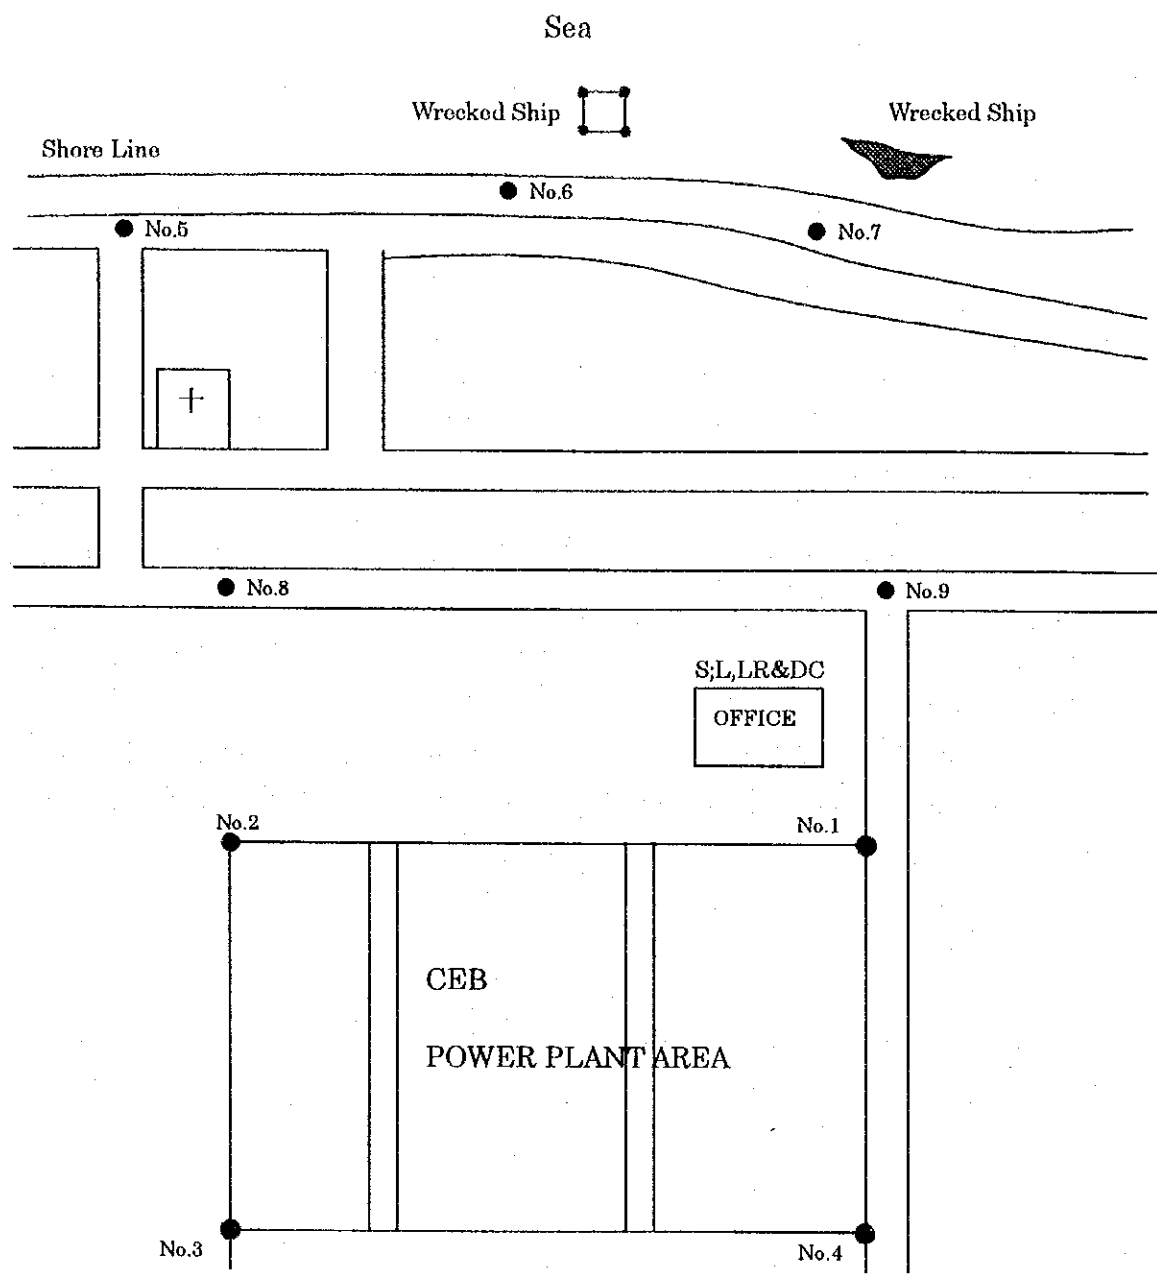 Sea
Wrecked Ship
Wrecked Ship
Shore Line
No.6
No.5
No.7
No.8
No.9
S;L,LR&DC
OFFICE
No.2
No.1
CEB
POWER PLANT AREA
No.3
No.4